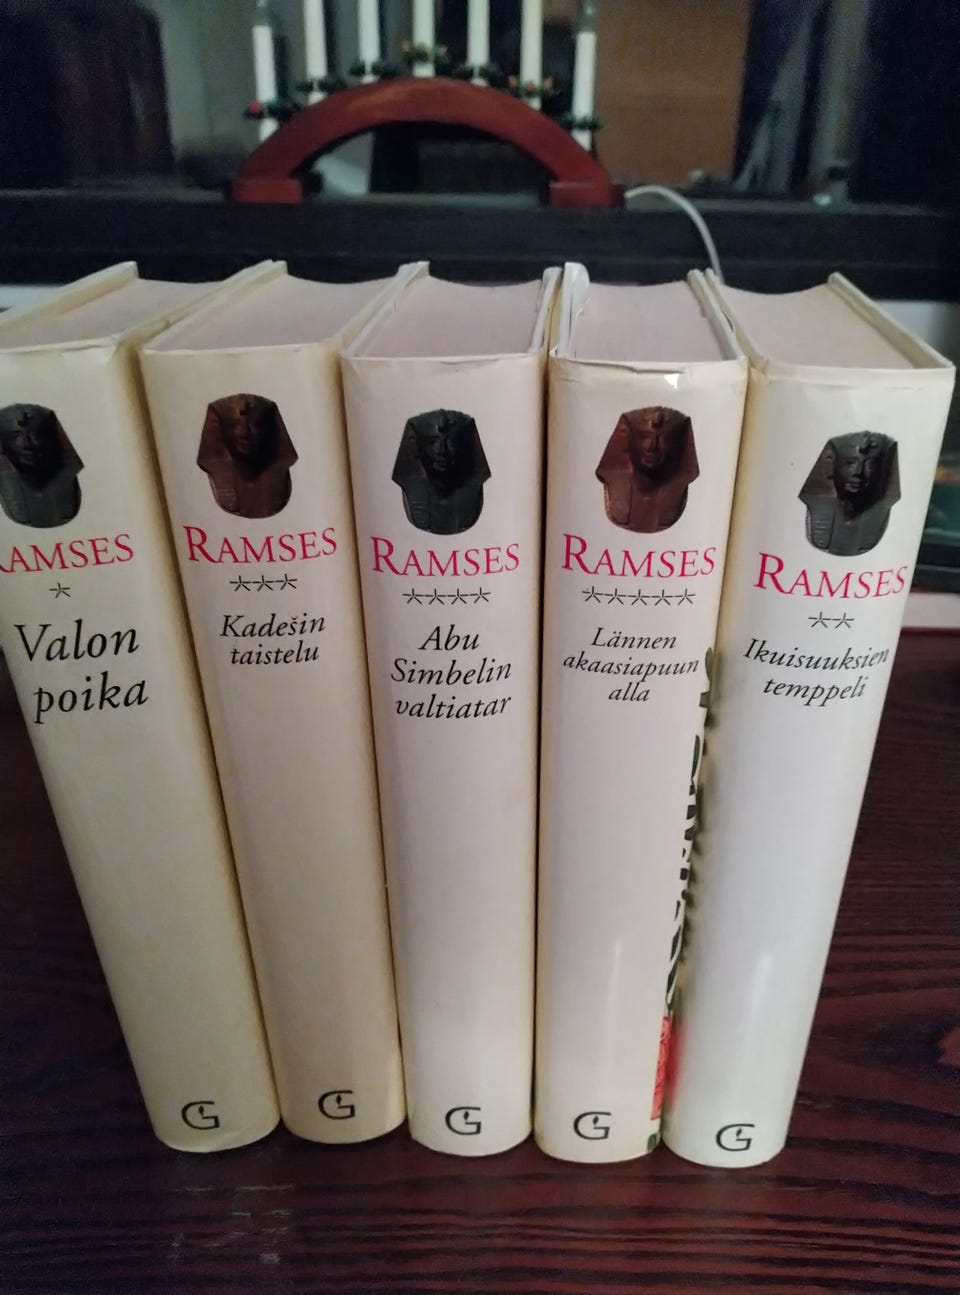 RAMSES
Valon
poika
RAMSES
Kadešin
taistelu
RAMSES
Abu
Simbelin
valtiatar
RAMSES
Lännen
akaasiapuun
alla
RAMSES
Ikuisuuksien
temppeli
G
G
G
G
G